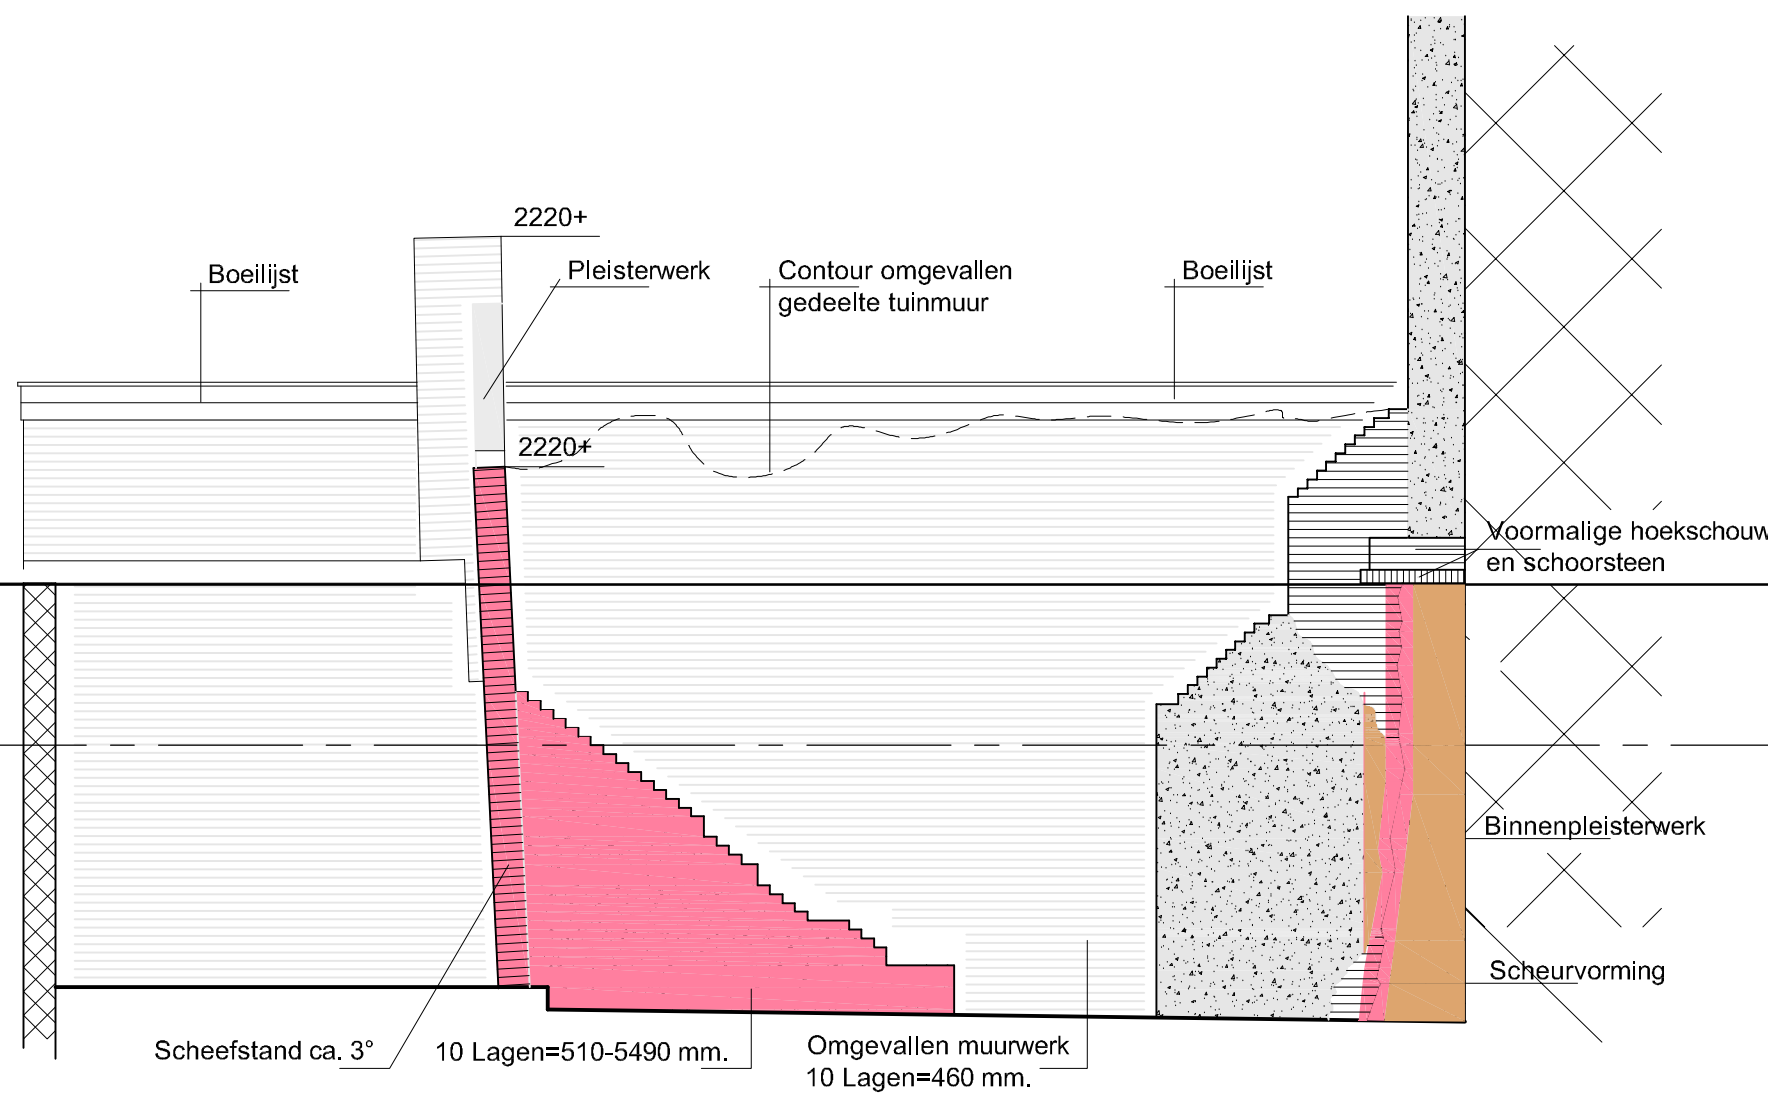 2220+
Boeilijst
Pleisterwerk
Contour omgevallen
gedeelte tuinmuur
Boeilijst
2220+
Voormalige hoekschouw
en schoorsteen
Binnenpleisterwerk
Scheurvorming
Scheefstand ca. 3°
10 Lagen=510-5490 mm.
Omgevallen muurwerk
10 Lagen=460 mm.